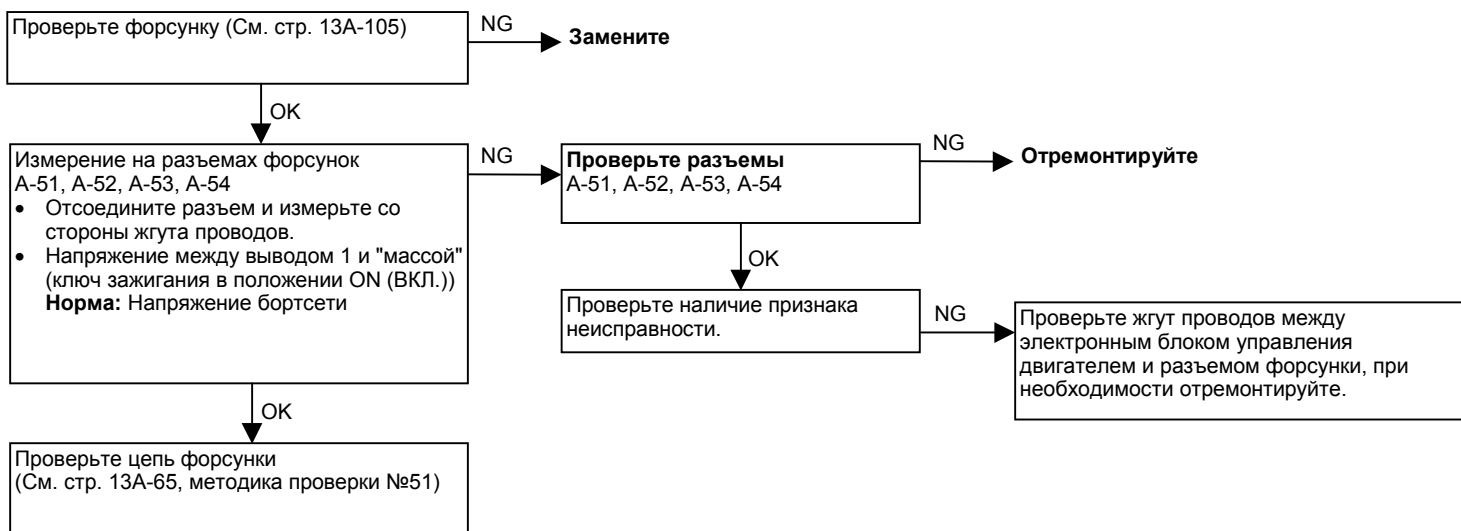 Проверьте форсунку (См. стр. 13A-105)
NG
Замените
OK
Измерение на разъемах форсунок
A-51, A-52, A-53, A-54
• Отсоедините разъем и измерьте со
стороны жгута проводов.
• Напряжение между выводом 1 и "массой"
(ключ зажигания в положении ON (ВКЛ.))
Норма: Напряжение бортсети
NG
Проверьте разъемы
A-51, A-52, A-53, A-54
NG
Отремонтируйте
OK
Проверьте наличие признака
неисправности.
NG
Проверьте жгут проводов между
электронным блоком управления
двигателем и разъемом форсунки, при
необходимости отремонтируйте.
OK
Проверьте цепь форсунки
(См. стр. 13A-65, методика проверки №51)